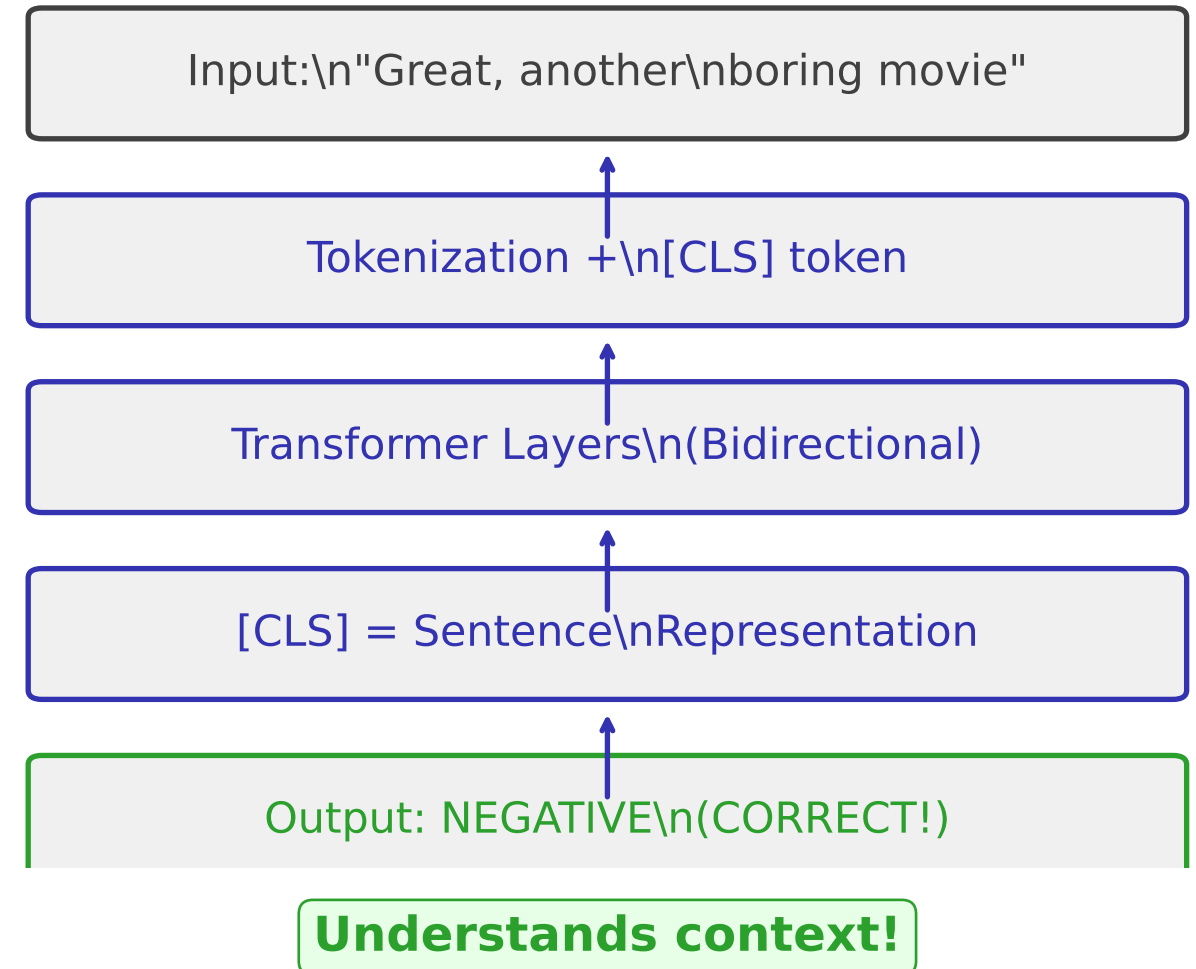 Input:\n"Great, another\nboring movie"
Tokenization +\n[CLS] token
Transformer Layers\n(Bidirectional)
[CLS] = Sentence\nRepresentation
Output: NEGATIVE\n(CORRECT!)
Understands context!